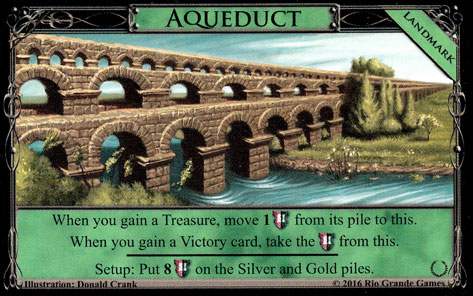 AQUEDUCT
LANDMARK
When you gain a Treasure, move 1 from its pile to this.
When you gain a Victory card, take the from this.
Setup: Put 8 on the Silver and Gold piles.
Illustration: Donald Crank © 2016 Rio Grande Games